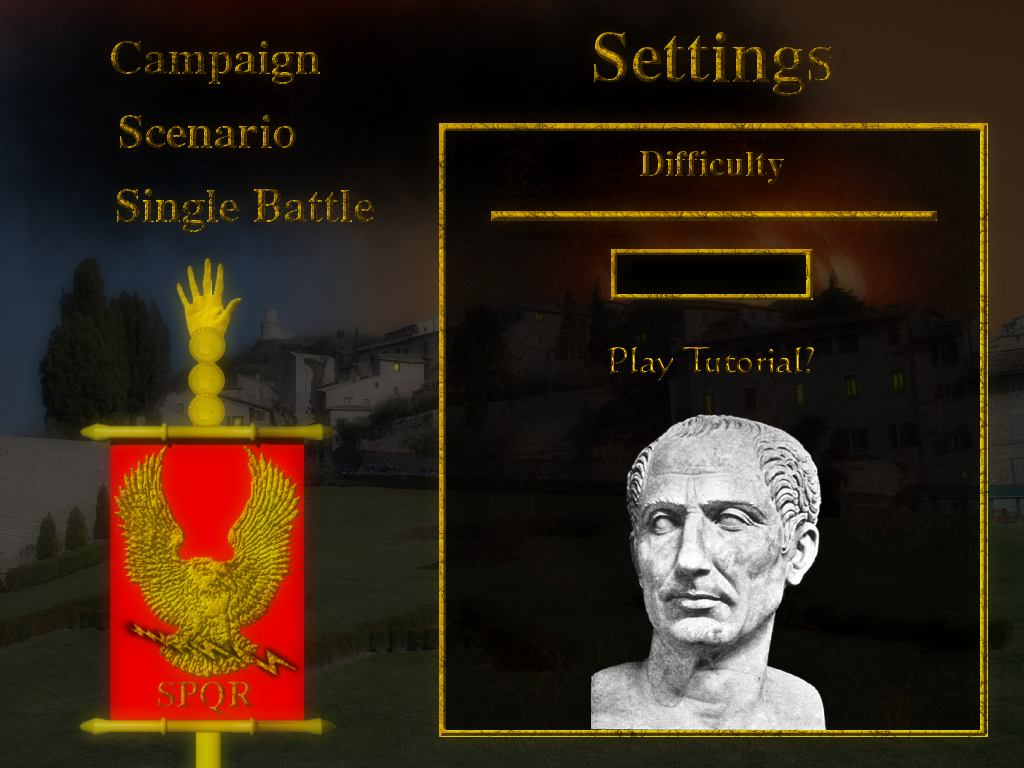 Campaign
Scenario
Single Battle
SPQR
Settings
Difficulty
Play Tutorial?